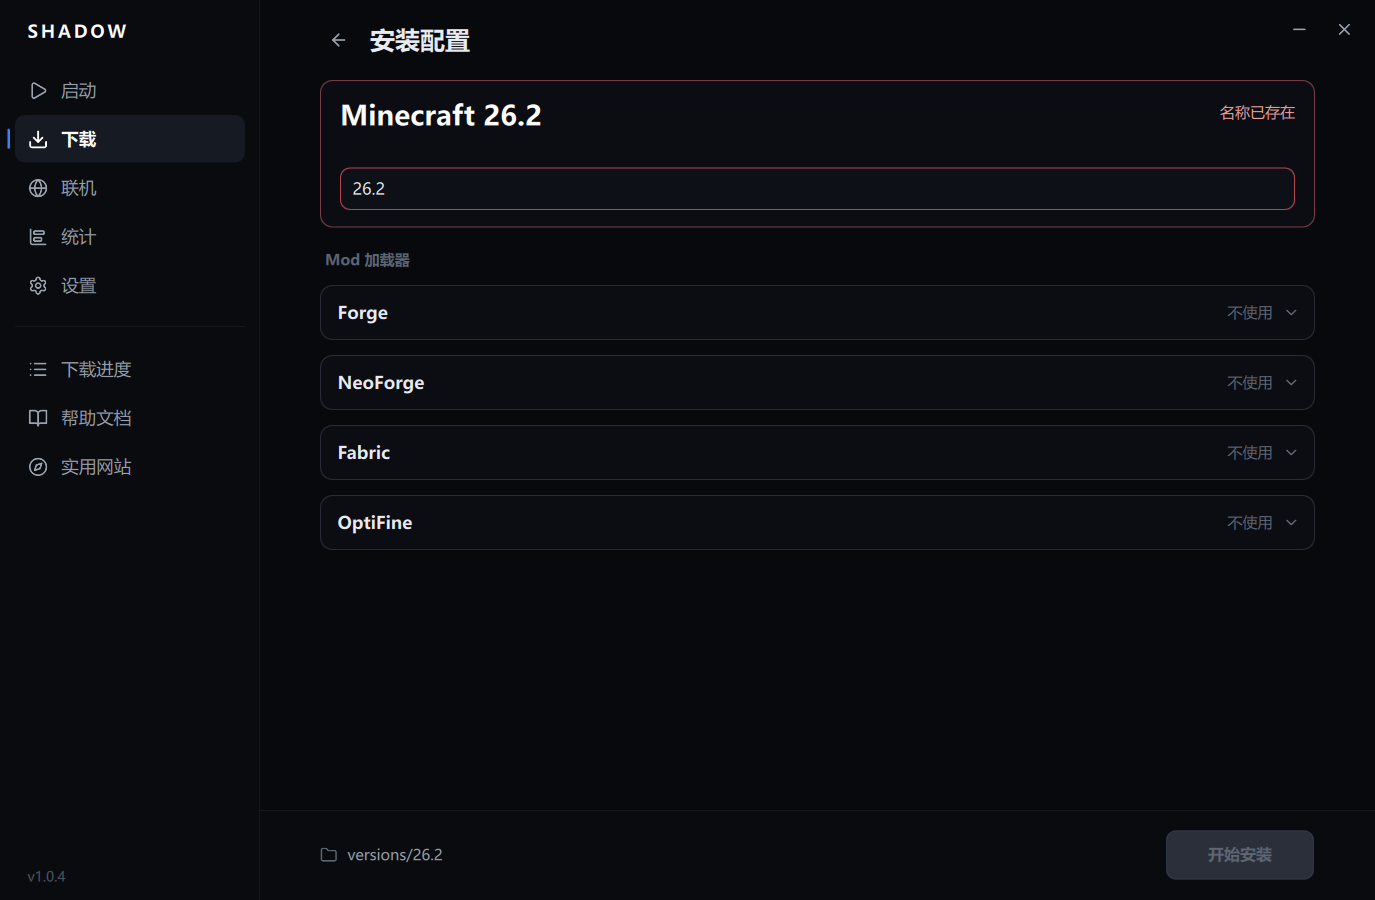 SHADOW
启动
下载
联机
统计
设置
下载进度
帮助文档
实用网站
v1.0.4
安装配置
Minecraft 26.2
名称已存在
26.2
Mod 加载器
Forge
不使用
NeoForge
不使用
Fabric
不使用
OptiFine
不使用
versions/26.2
开始安装